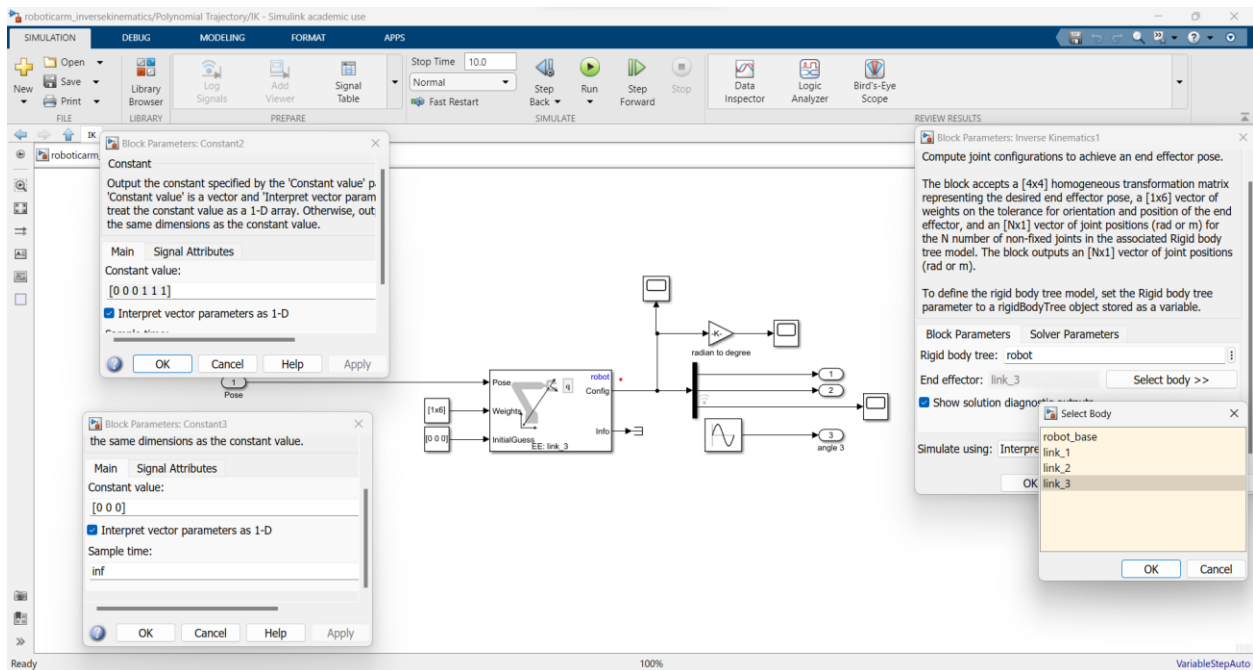 roboticarm_inversekinematics/Polynomial Trajectory/IK - Simulink academic use
SIMULATION DEBUG MODELING FORMAT APPS
New
Open
Save
Print
FILE
Library Browser
LIBRARY
Log Signals
Add Viewer
Signal Table
PREPARE
Stop Time 10.0
Normal
Fast Restart
Step Back
Run
Step Forward
Stop
SIMULATE
Data Inspector
Logic Analyzer
Bird's-Eye Scope
REVIEW RESULTS
IK
roboticarm_
Block Parameters: Constant2
Constant
Output the constant specified by the 'Constant value' p
'Constant value' is a vector and 'Interpret vector param
treat the constant value as a 1-D array. Otherwise, out
the same dimensions as the constant value.
Main Signal Attributes
Constant value:
[0 0 0 1 1 1]
Interpret vector parameters as 1-D
Sample time:
OK Cancel Help Apply
1
Pose
Block Parameters: Constant3
the same dimensions as the constant value.
Main Signal Attributes
Constant value:
[0 0 0]
Interpret vector parameters as 1-D
Sample time:
inf
OK Cancel Help Apply
[1x6]
[0 0 0]
Pose
Weights
InitialGuess
robot
q
Config
Info
EE: link_3
-K-
radian to degree
1
2
3
angle 3
Block Parameters: Inverse Kinematics1
Compute joint configurations to achieve an end effector pose.
The block accepts a [4x4] homogeneous transformation matrix
representing the desired end effector pose, a [1x6] vector of
weights on the tolerance for orientation and position of the end
effector, and an [Nx1] vector of joint positions (rad or m) for
the N number of non-fixed joints in the associated Rigid body
tree model. The block outputs an [Nx1] vector of joint positions
(rad or m).
To define the rigid body tree model, set the Rigid body tree
parameter to a rigidBodyTree object stored as a variable.
Block Parameters Solver Parameters
Rigid body tree: robot
End effector: link_3 Select body >>
Show solution diagnostic outputs
Simulate using: Interpre
OK
Select Body
robot_base
link_1
link_2
link_3
OK Cancel
Ready 100% VariableStepAuto